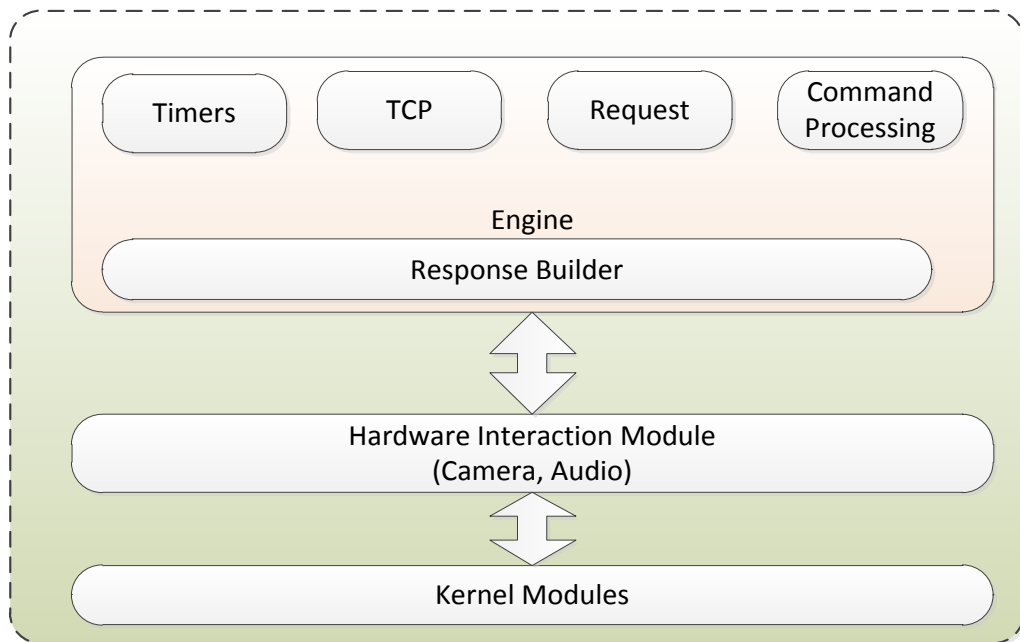 Timers
TCP
Request
Command
Processing
Engine
Response Builder
Hardware Interaction Module
(Camera, Audio)
Kernel Modules